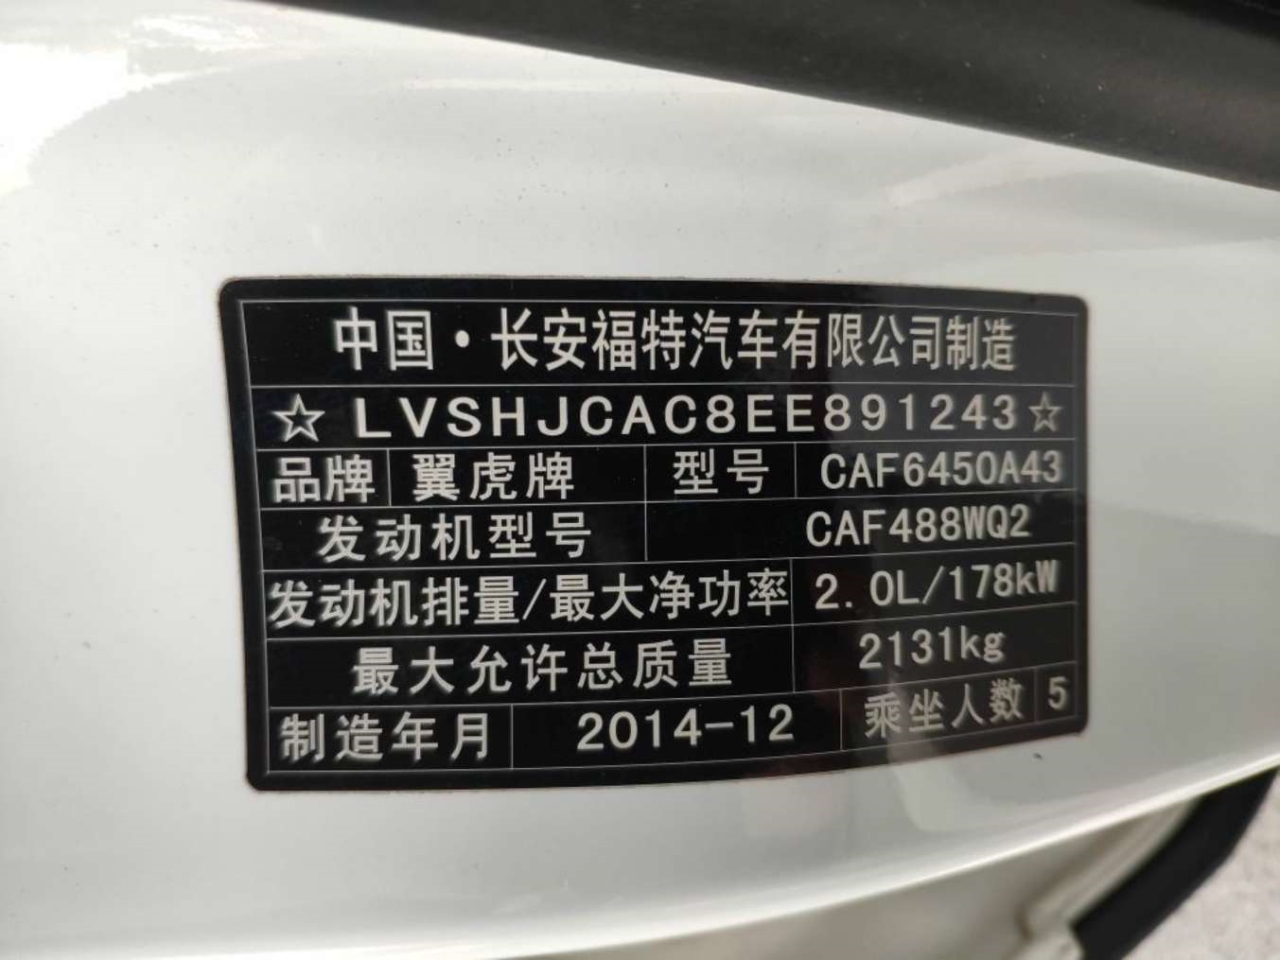 中国·长安福特汽车有限公司制造
☆LVSHJCAC8EE891243☆
品牌 翼虎牌 型号 CAF6450A43
发动机型号 CAF488WQ2
发动机排量/最大净功率 2.0L/178kW
最大允许总质量 2131kg
制造年月 2014-12 乘坐人数 5